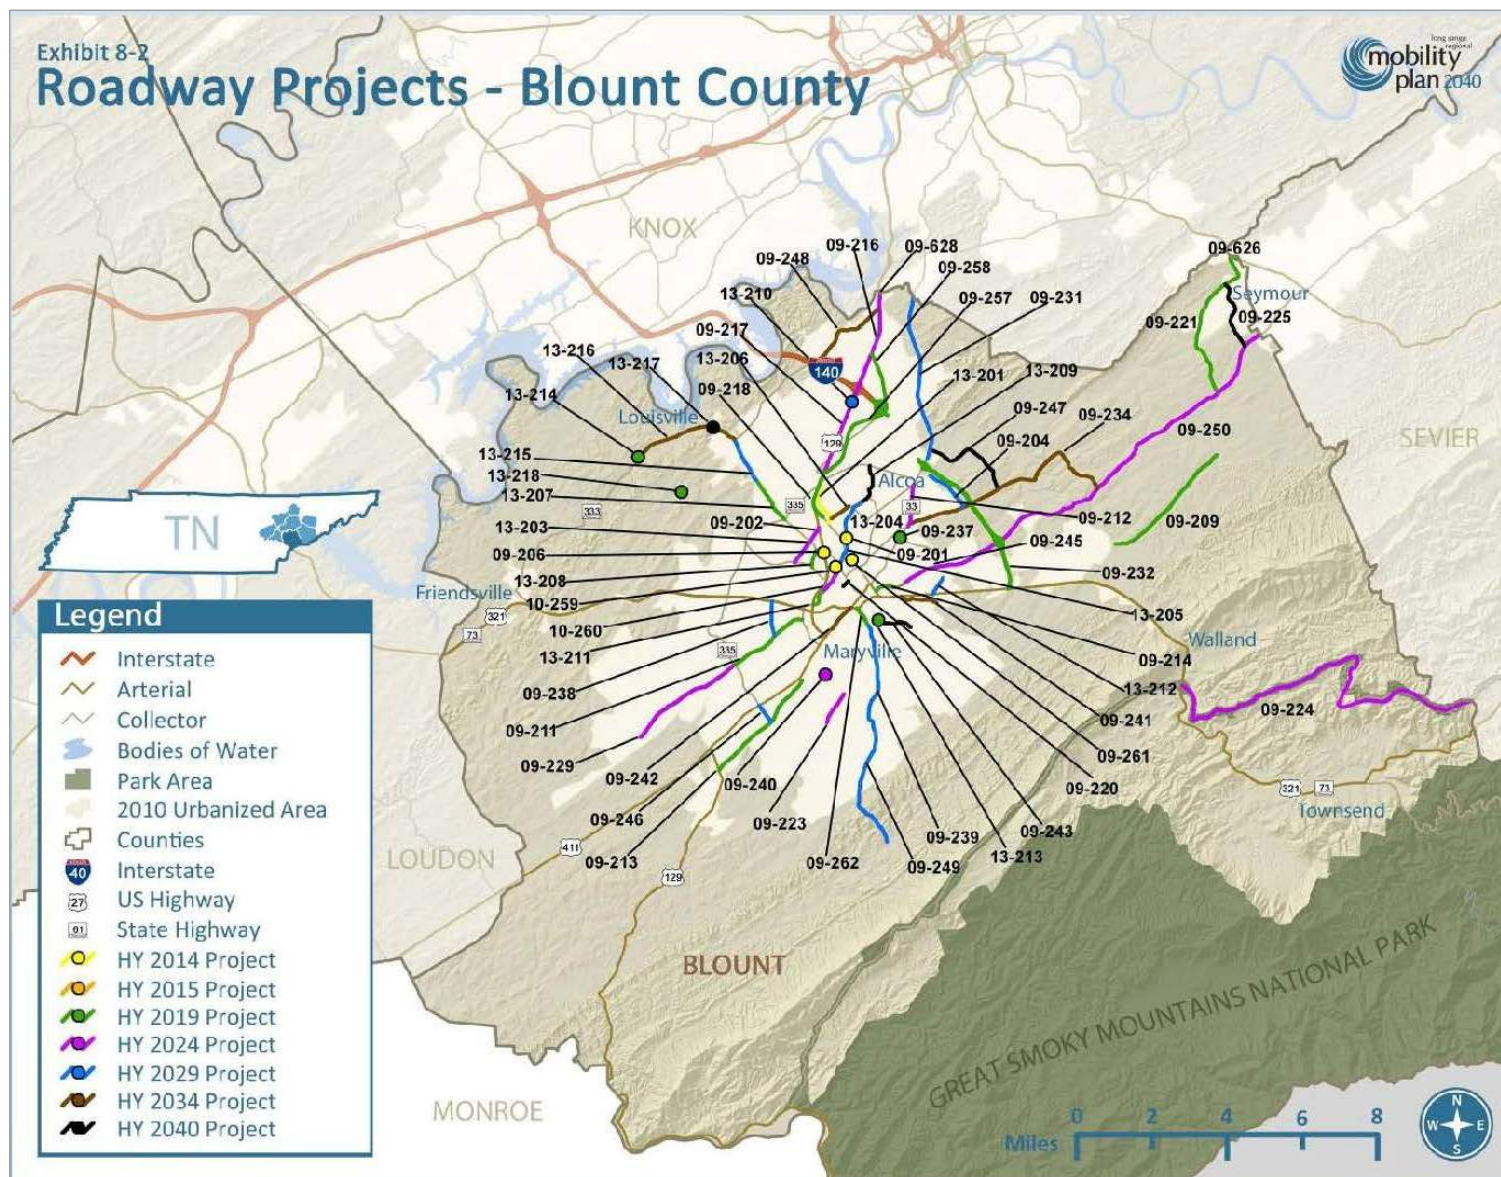 Exhibit 8-2
Roadway Projects - Blount County
long range
regional
mobility
plan 2040
KNOX
09-216
09-628
09-626
09-248
09-258
13-210
09-257
09-231
Seymour
09-217
09-221
09-225
13-216
13-217
13-206
140
13-201
13-209
13-214
09-218
09-247
09-234
Louisville
129
09-204
09-250
SEVIER
13-215
13-218
Alcoa
13-207
333
335
33
TN
13-203
09-202
13-204
09-237
09-212
09-209
09-206
09-201
09-245
13-208
09-232
Friendsville
10-259
13-205
321
73
10-260
335
Maryville
Walland
13-211
09-214
09-238
13-212
09-211
09-241
09-224
09-229
09-242
09-240
09-261
09-220
321
73
Townsend
09-246
09-223
09-239
09-243
411
09-213
09-262
09-249
13-213
LOUDON
129
BLOUNT
MONROE
GREAT SMOKY MOUNTAINS NATIONAL PARK
Legend
Interstate
Arterial
Collector
Bodies of Water
Park Area
2010 Urbanized Area
Counties
40
Interstate
27
US Highway
01
State Highway
HY 2014 Project
HY 2015 Project
HY 2019 Project
HY 2024 Project
HY 2029 Project
HY 2034 Project
HY 2040 Project
0 2 4 6 8
Miles
N
W E
S